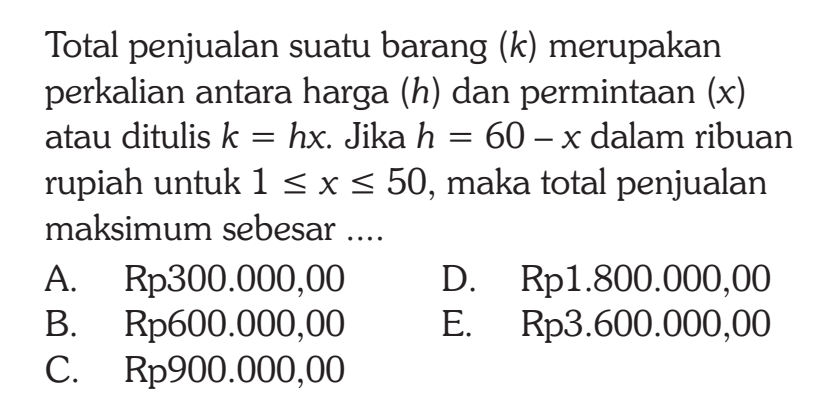 Total penjualan suatu barang (k) merupakan
perkalian antara harga (h) dan permintaan (x)
atau ditulis k = hx. Jika h = 60 – x dalam ribuan
rupiah untuk 1 ≤ x ≤ 50, maka total penjualan
maksimum sebesar ....
A. Rp300.000,00 D. Rp1.800.000,00
B. Rp600.000,00 E. Rp3.600.000,00
C. Rp900.000,00